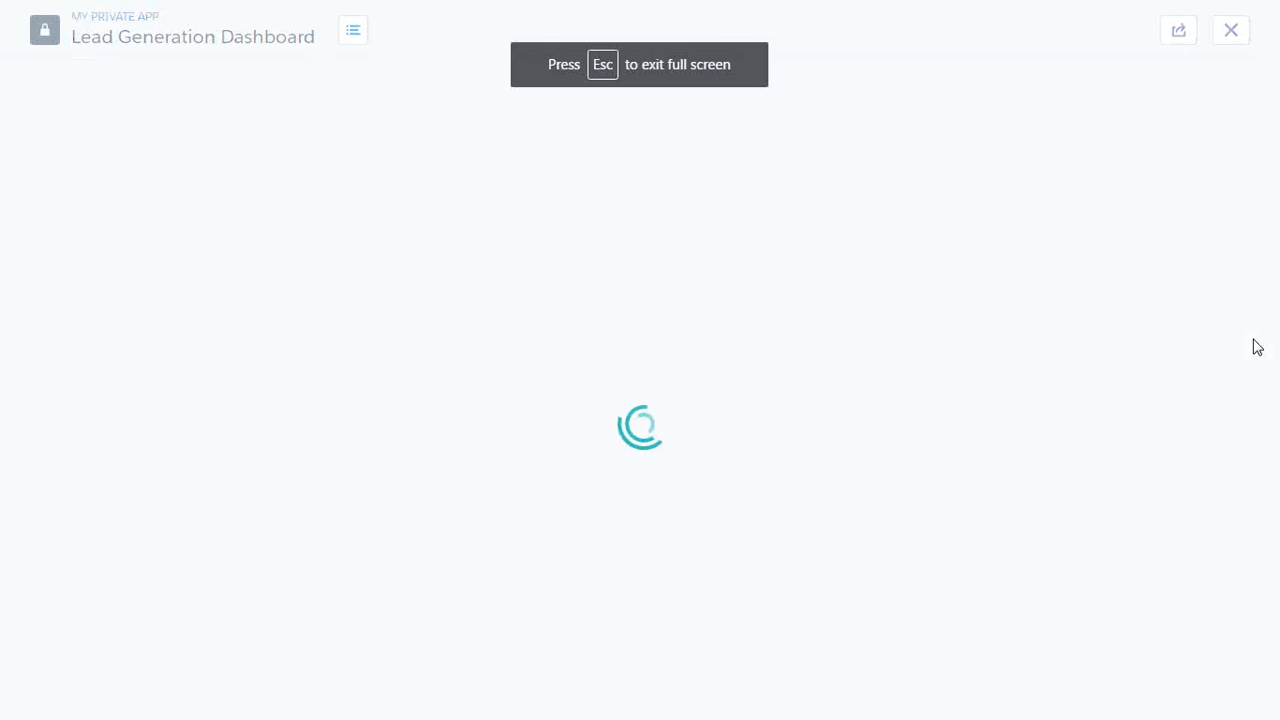 MY PRIVATE APP
Lead Generation Dashboard
Press Esc to exit full screen